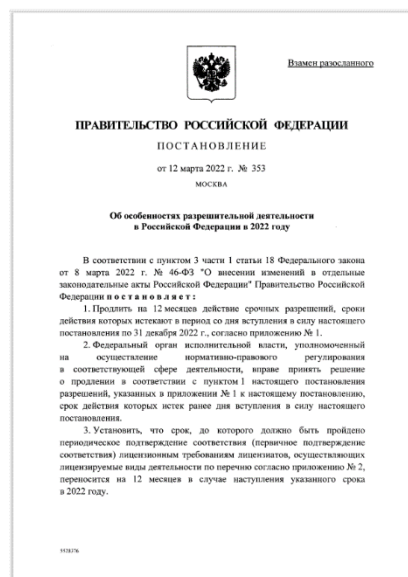 Взамен разосланного
ПРАВИТЕЛЬСТВО РОССИЙСКОЙ ФЕДЕРАЦИИ
ПОСТАНОВЛЕНИЕ
от 12 марта 2022 г. № 353
МОСКВА
Об особенностях разрешительной деятельности
в Российской Федерации в 2022 году
В соответствии с пунктом 3 части 1 статьи 18 Федерального закона
от 8 марта 2022 г. № 46-ФЗ "О внесении изменений в отдельные
законодательные акты Российской Федерации" Правительство Российской
Федерации постановляет:
1. Продлить на 12 месяцев действие срочных разрешений, сроки
действия которых истекают в период со дня вступления в силу настоящего
постановления по 31 декабря 2022 г., согласно приложению № 1.
2. Федеральный орган исполнительной власти, уполномоченный
на осуществление нормативно-правового регулирования
в соответствующей сфере деятельности, вправе принять решение
о продлении в соответствии с пунктом 1 настоящего постановления
разрешений, указанных в приложении № 1 к настоящему постановлению,
срок действия которых истек ранее дня вступления в силу настоящего
постановления.
3. Установить, что срок, до которого должно быть пройдено
периодическое подтверждение соответствия (первичное подтверждение
соответствия) лицензионным требованиям лицензиатов, осуществляющих
лицензируемые виды деятельности по перечню согласно приложению № 2,
переносится на 12 месяцев в случае наступления указанного срока
в 2022 году.
5928376